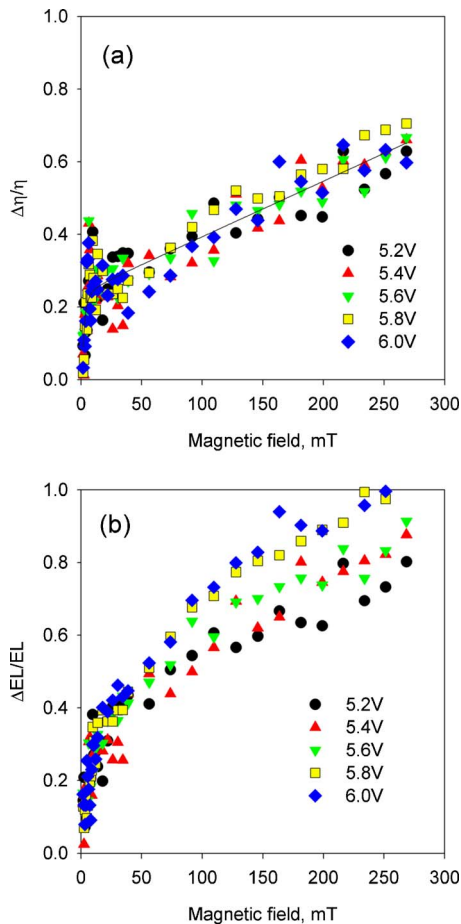 (a)
Δη/η
1.0
0.8
0.6
0.4
0.2
0.0
5.2V
5.4V
5.6V
5.8V
6.0V
0 50 100 150 200 250 300
Magnetic field, mT
(b)
ΔEL/EL
1.0
0.8
0.6
0.4
0.2
0.0
5.2V
5.4V
5.6V
5.8V
6.0V
0 50 100 150 200 250 300
Magnetic field, mT